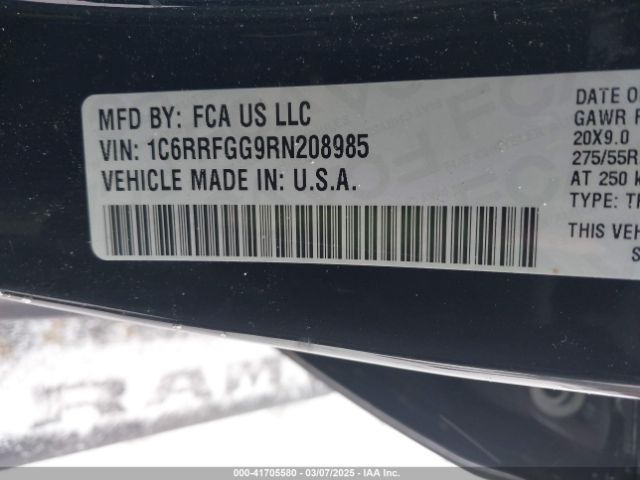 MFD BY: FCA US LLC
VIN: 1C6RRFGG9RN208985
VEHICLE MADE IN: U.S.A.
DATE O
GAWR F
20X9.0
275/55R
AT 250 k
TYPE: TR
THIS VEH
S
RAM
000-41705580 | 03/07/2025 | IAA Inc.